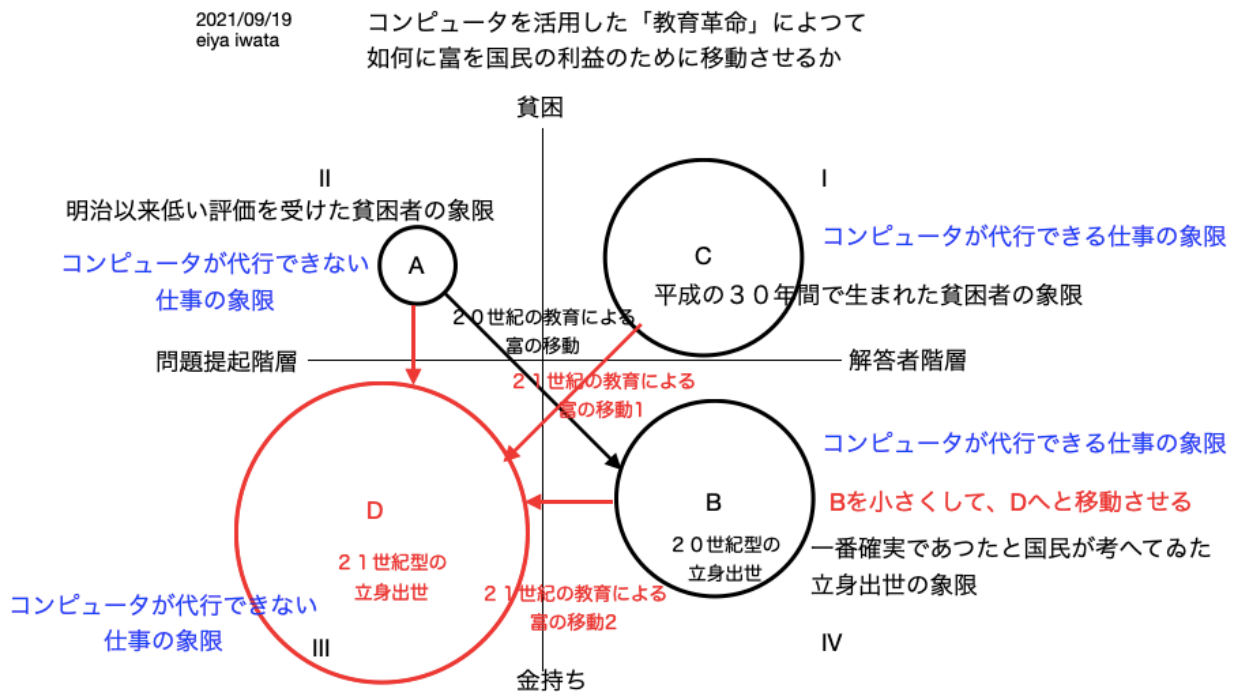 2021/09/19
eiya iwata
コンピュータを活用した「教育革命」によつて
如何に富を国民の利益のために移動させるか
貧困
II
I
明治以来低い評価を受けた貧困者の象限
コンピュータが代行できない
仕事の象限
A
C
コンピュータが代行できる仕事の象限
平成の３０年間で生まれた貧困者の象限
２０世紀の教育による
富の移動
問題提起階層
解答者階層
２１世紀の教育による
富の移動1
コンピュータが代行できる仕事の象限
D
２１世紀型の
立身出世
B
２０世紀型の
立身出世
Bを小さくして、Dへと移動させる
一番確実であつたと国民が考へてゐた
立身出世の象限
２１世紀の教育による
富の移動2
コンピュータが代行できない
仕事の象限
III
IV
金持ち